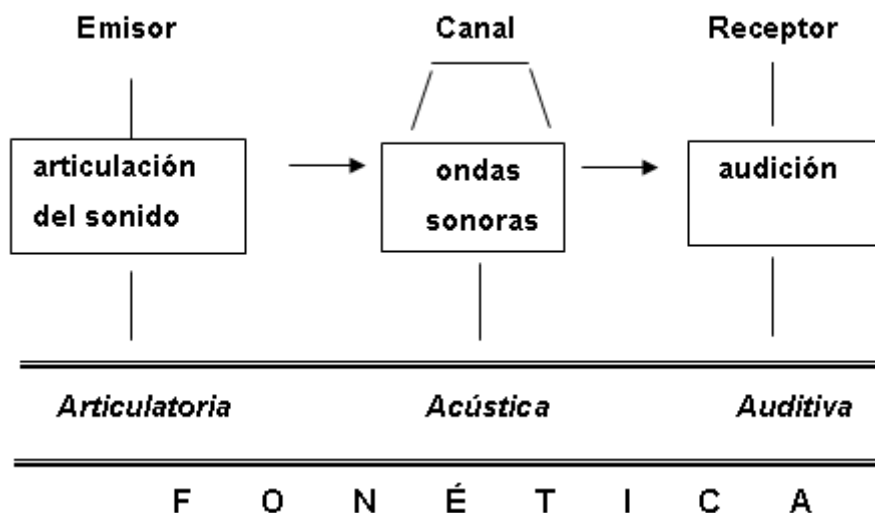 Emisor Canal Receptor
articulación ondas audición
del sonido sonoras
Articulatoria Acústica Auditiva
F O N É T I C A